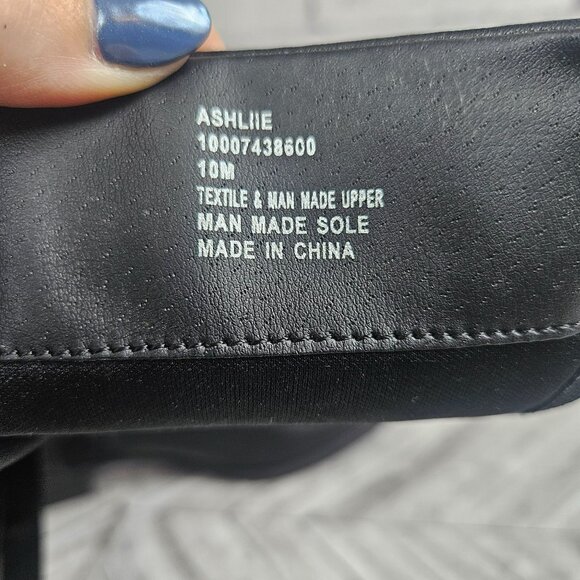 ASHLIIE
10007438600
10M
TEXTILE & MAN MADE UPPER
MAN MADE SOLE
MADE IN CHINA